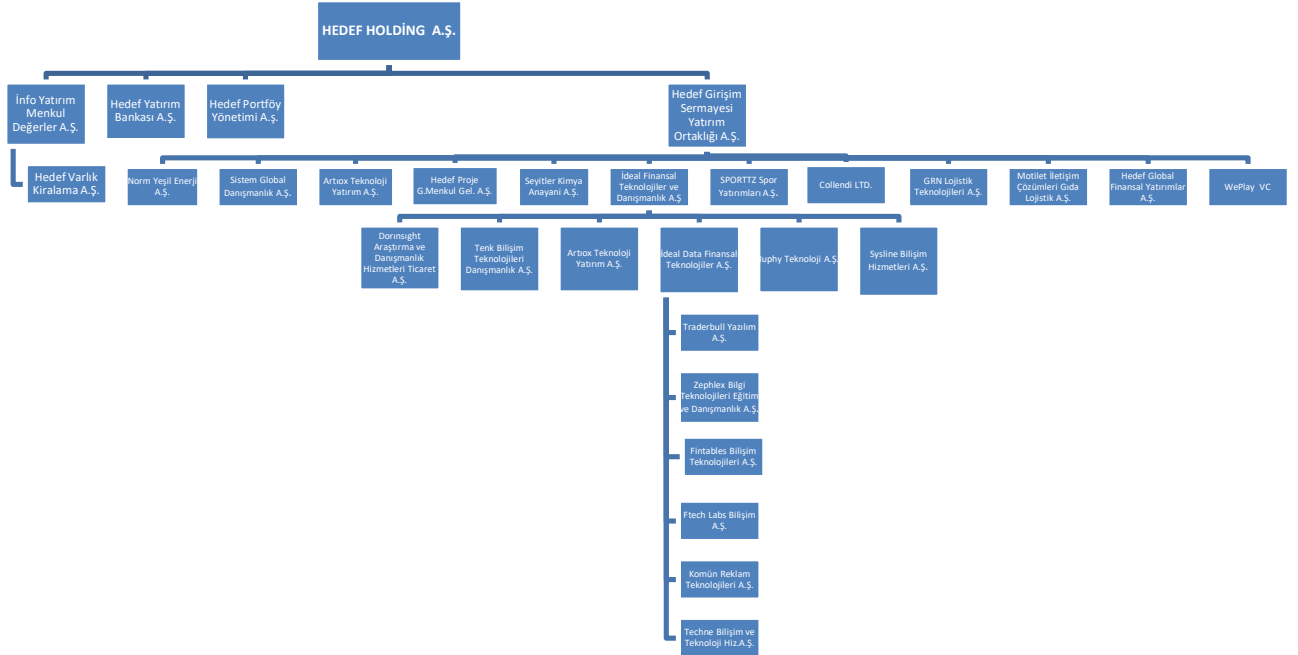 HEDEF HOLDİNG A.Ş.
İnfo Yatırım
Menkul
Değerler A.Ş.
Hedef Yatırım
Bankası A.Ş.
Hedef Portföy
Yönetimi A.ş.
Hedef Girişim
Sermayesi
Yatırım
Ortaklığı A.Ş.
Hedef Varlık
Kiralama A.Ş.
Norm Yeşil Enerji
A.Ş.
Sistem Global
Danışmanlık A.Ş.
Artıox Teknoloji
Yatırım A.Ş.
Hedef Proje
G.Menkul Gel. A.Ş.
Seyitler Kimya
Anayani A.Ş.
İdeal Finansal
Teknolojiler ve
Danışmanlık A.Ş
SPORTTZ Spor
Yatırımları A.Ş.
Collendi LTD.
GRN Lojistik
Teknolojileri A.Ş.
Motilet İletişim
Çözümleri Gıda
Lojistik A.Ş.
Hedef Global
Finansal Yatırımlar
A.Ş.
WePlay VC
Dorınsıght
Araştırma ve
Danışmanlık
Hizmetleri Ticaret
A.Ş.
Tenk Bilişim
Teknolojileri
Danışmanlık A.Ş.
Artıox Teknoloji
Yatırım A.Ş.
İdeal Data Finansal
Teknolojiler A.Ş.
Teknoloji A.Ş.
Sysline Bilişim
Hizmetleri A.Ş.
Traderbull Yazılım
A.Ş.
Zephlex Bilgi
Teknolojileri Eğitim
ve Danışmanlık A.Ş.
Fintables Bilişim
Teknolojileri A.Ş.
Ftech Labs Bilişim
A.Ş.
Komün Reklam
Teknolojileri A.Ş.
Techne Bilişim ve
Teknoloji Hiz.A.Ş.